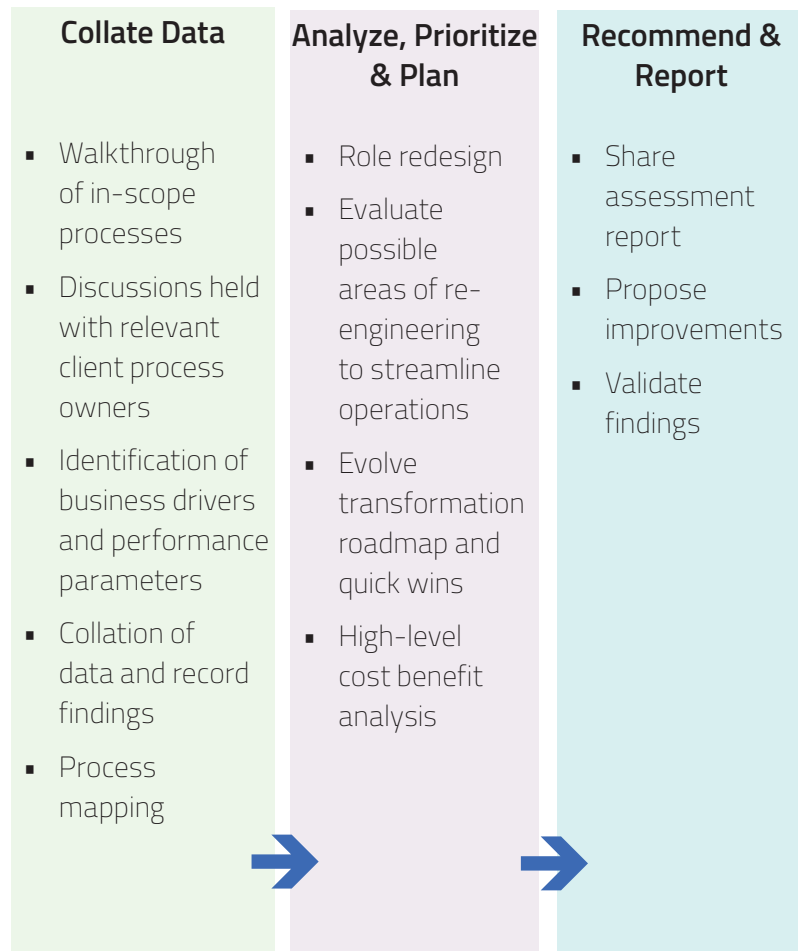 Collate Data
▪ Walkthrough
of in-scope
processes
▪ Discussions held
with relevant
client process
owners
▪ Identification of
business drivers
and performance
parameters
▪ Collation of
data and record
findings
▪ Process
mapping
Analyze, Prioritize
& Plan
▪ Role redesign
▪ Evaluate
possible
areas of re-
engineering
to streamline
operations
▪ Evolve
transformation
roadmap and
quick wins
▪ High-level
cost benefit
analysis
Recommend &
Report
▪ Share
assessment
report
▪ Propose
improvements
▪ Validate
findings